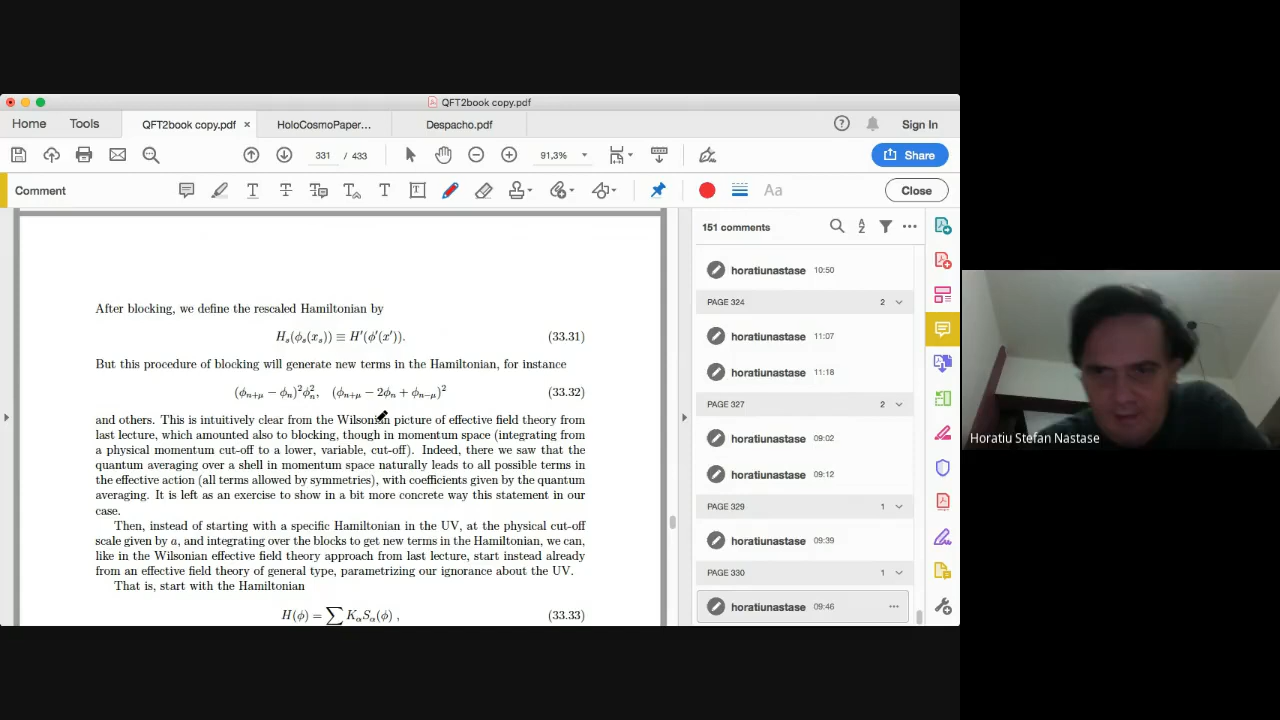 QFT2book copy.pdf
Home Tools QFT2book copy.pdf × HoloCosmoPaper... Despacho.pdf Sign In
331 / 433 91,3% Share
Comment Aa Close
151 comments
horatiunastase 10:50
PAGE 324 2
horatiunastase 11:07
horatiunastase 11:18
PAGE 327 2
horatiunastase 09:02
horatiunastase 09:12
PAGE 329 1
horatiunastase 09:39
PAGE 330 1
horatiunastase 09:46 ...
After blocking, we define the rescaled Hamiltonian by
H_s(ϕ_s(x_s)) ≡ H′(ϕ′(x′)). (33.31)
But this procedure of blocking will generate new terms in the Hamiltonian, for instance
(ϕ_{n+μ} − ϕ_n)²ϕ_n², (ϕ_{n+μ} − 2ϕ_n + ϕ_{n−μ})² (33.32)
and others. This is intuitively clear from the Wilsonian picture of effective field theory from
last lecture, which amounted also to blocking, though in momentum space (integrating from
a physical momentum cut-off to a lower, variable, cut-off). Indeed, there we saw that the
quantum averaging over a shell in momentum space naturally leads to all possible terms in
the effective action (all terms allowed by symmetries), with coefficients given by the quantum
averaging. It is left as an exercise to show in a bit more concrete way this statement in our
case.
Then, instead of starting with a specific Hamiltonian in the UV, at the physical cut-off
scale given by a, and integrating over the blocks to get new terms in the Hamiltonian, we can,
like in the Wilsonian effective field theory approach from last lecture, start instead already
from an effective field theory of general type, parametrizing our ignorance about the UV.
That is, start with the Hamiltonian
H(ϕ) = ∑ K_α S_α(ϕ) , (33.33)
Horatiu Stefan Nastase